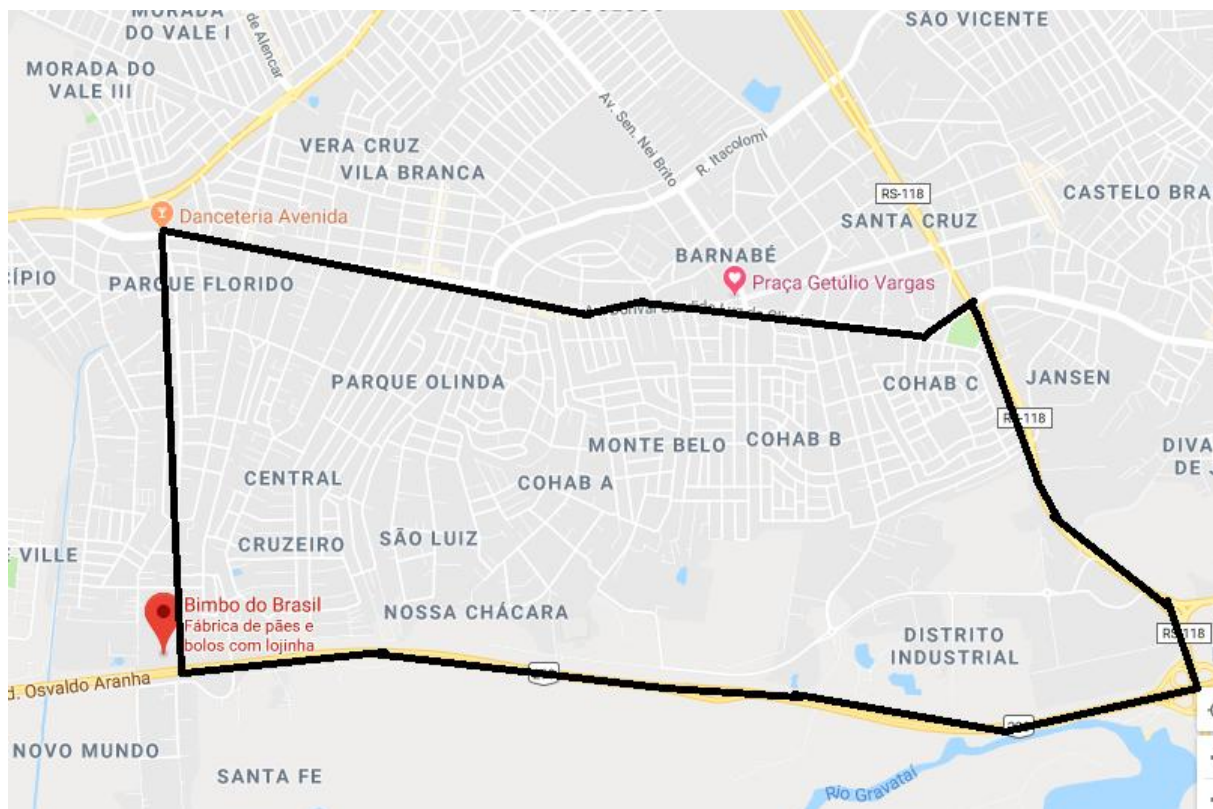 MORADA
DO VALE I
de Alencar
SÃO VICENTE
MORADA DO
VALE III
Av. Sen. Nei Brito
VERA CRUZ
VILA BRANCA
R. Itacolomi
RS-118
CASTELO BRA
Danceteria Avenida
SANTA CRUZ
BARNABÉ
CÍPIO
PARQUE FLORIDO
Praça Getúlio Vargas
PARQUE OLINDA
COHAB C
JANSEN
118
MONTE BELO
COHAB B
DIVA
DE J
CENTRAL
COHAB A
SÃO LUIZ
CRUZEIRO
E VILLE
Bimbo do Brasil
Fábrica de pães e
bolos com lojinha
NOSSA CHÁCARA
DISTRITO
INDUSTRIAL
RS-118
d. Osvaldo Aranha
NOVO MUNDO
SANTA FE
Rio Gravataí